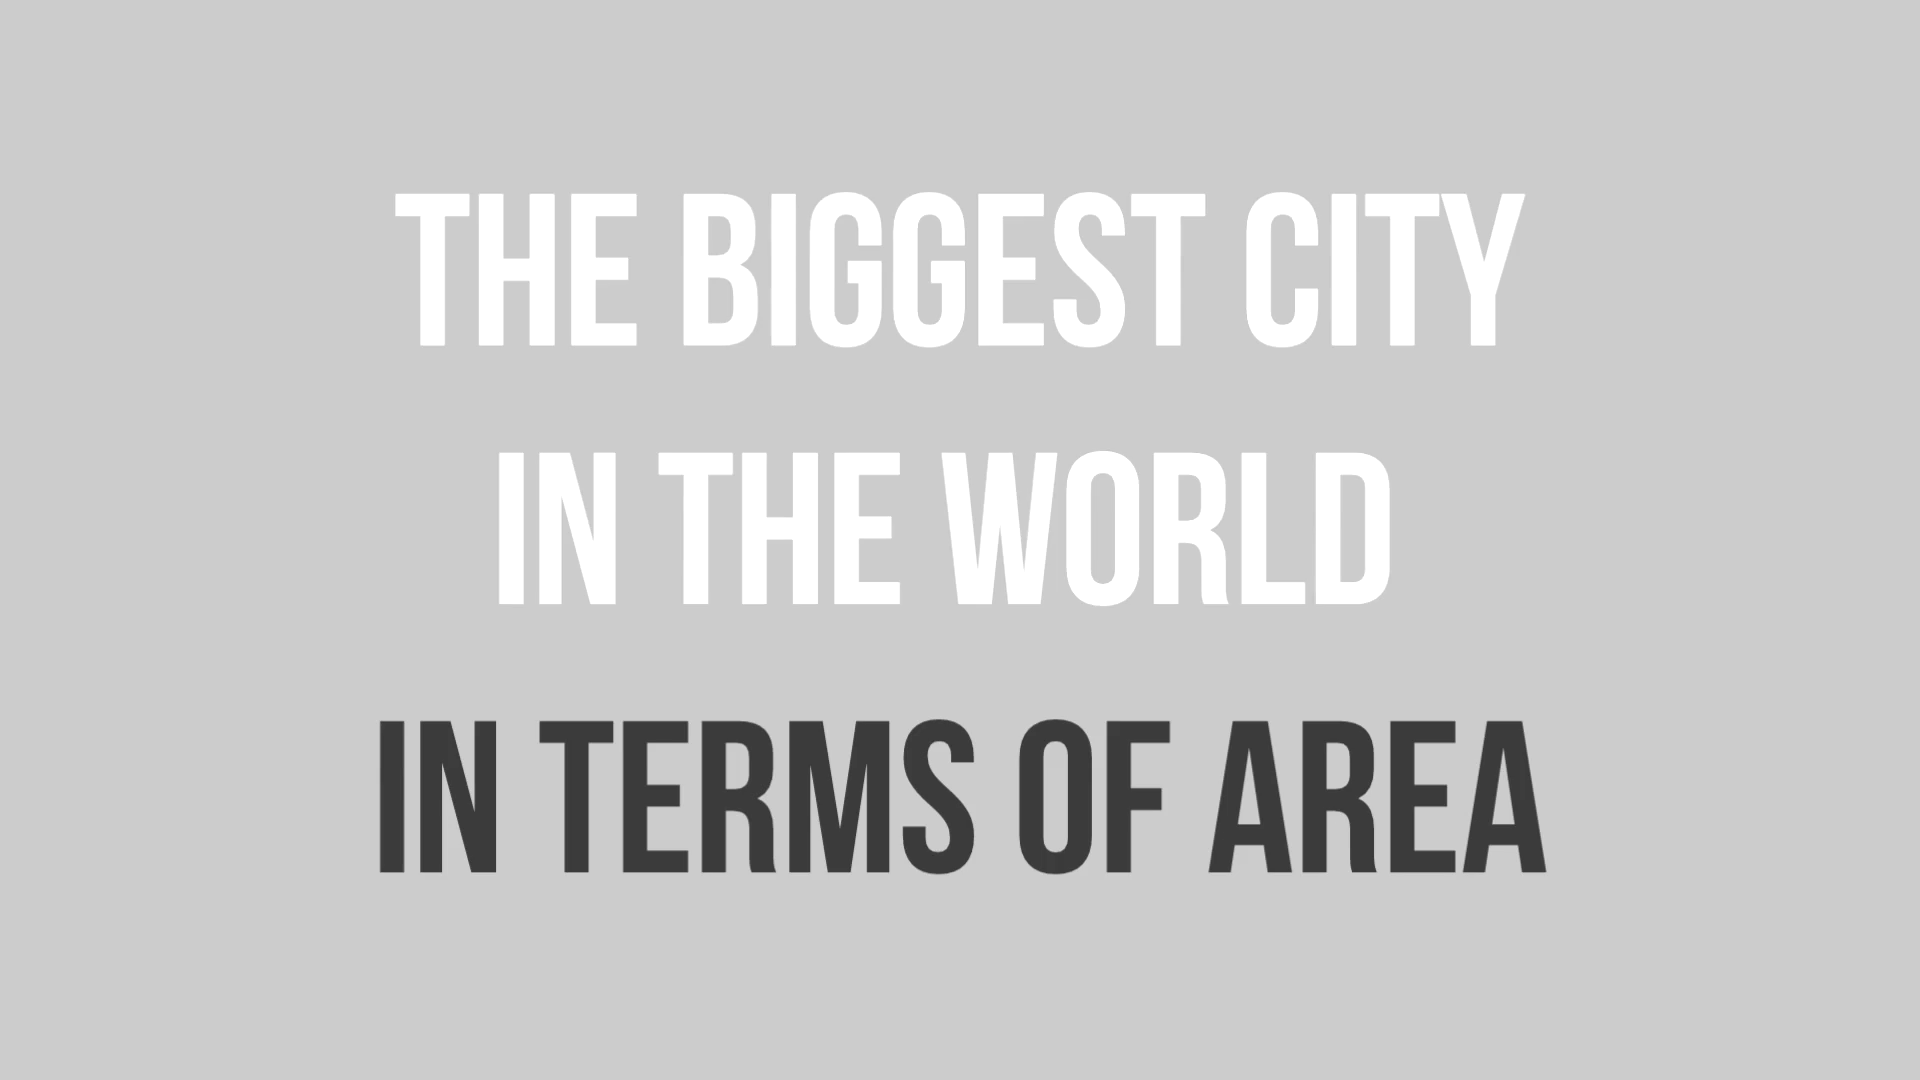 THE BIGGEST CITY
IN THE WORLD
IN TERMS OF AREA